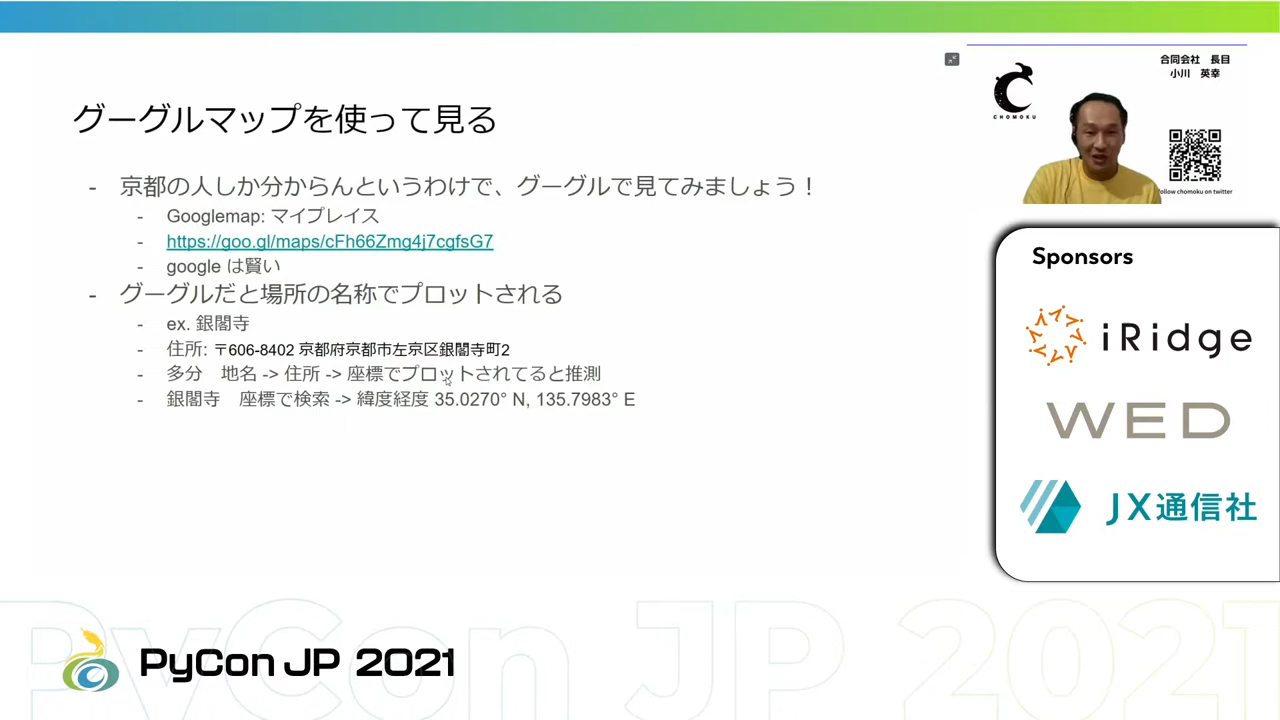 グーグルマップを使って見る
- 京都の人しか分からんというわけで、グーグルで見てみましょう！
- Googlemap: マイプレイス
- https://goo.gl/maps/cFh66Zmg4j7cgfsG7
- google は賢い
- グーグルだと場所の名称でプロットされる
- ex. 銀閣寺
- 住所: 〒606-8402 京都府京都市左京区銀閣寺町2
- 多分　地名 -> 住所 -> 座標でプロットされてると推測
- 銀閣寺　座標で検索 -> 緯度経度 35.0270° N, 135.7983° E
合同会社　長目
小川　英幸
CHOMOKU
follow chomoku on twitter
Sponsors
iRidge
WED
JX通信社
PyCon JP 2021
PyCon JP 2021